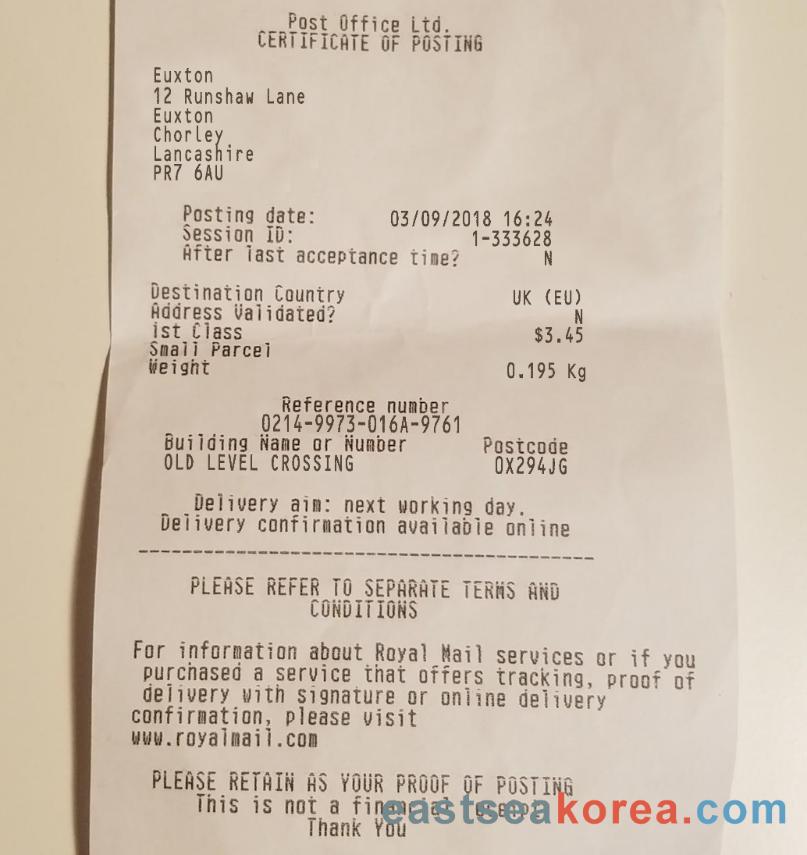 Post Office Ltd.
CERTIFICATE OF POSTING
Euxton
12 Runshaw Lane
Euxton
Chorley
Lancashire
PR7 6AU
Posting date: 03/09/2018 16:24
Session ID: 1-333628
After last acceptance time? N
Destination Country UK (EU)
Address Validated? N
1st Class $3.45
Small Parcel
Weight 0.195 Kg
Reference number
0214-9973-016A-9761
Building Name or Number Postcode
OLD LEVEL CROSSING OX294JG
Delivery aim: next working day.
Delivery confirmation available online
PLEASE REFER TO SEPARATE TERMS AND
CONDITIONS
For information about Royal Mail services or if you
purchased a service that offers tracking, proof of
delivery with signature or online delivery
confirmation, please visit
www.royalmail.com
PLEASE RETAIN AS YOUR PROOF OF POSTING
This is not a financial receipt
Thank You
eastseakorea.com